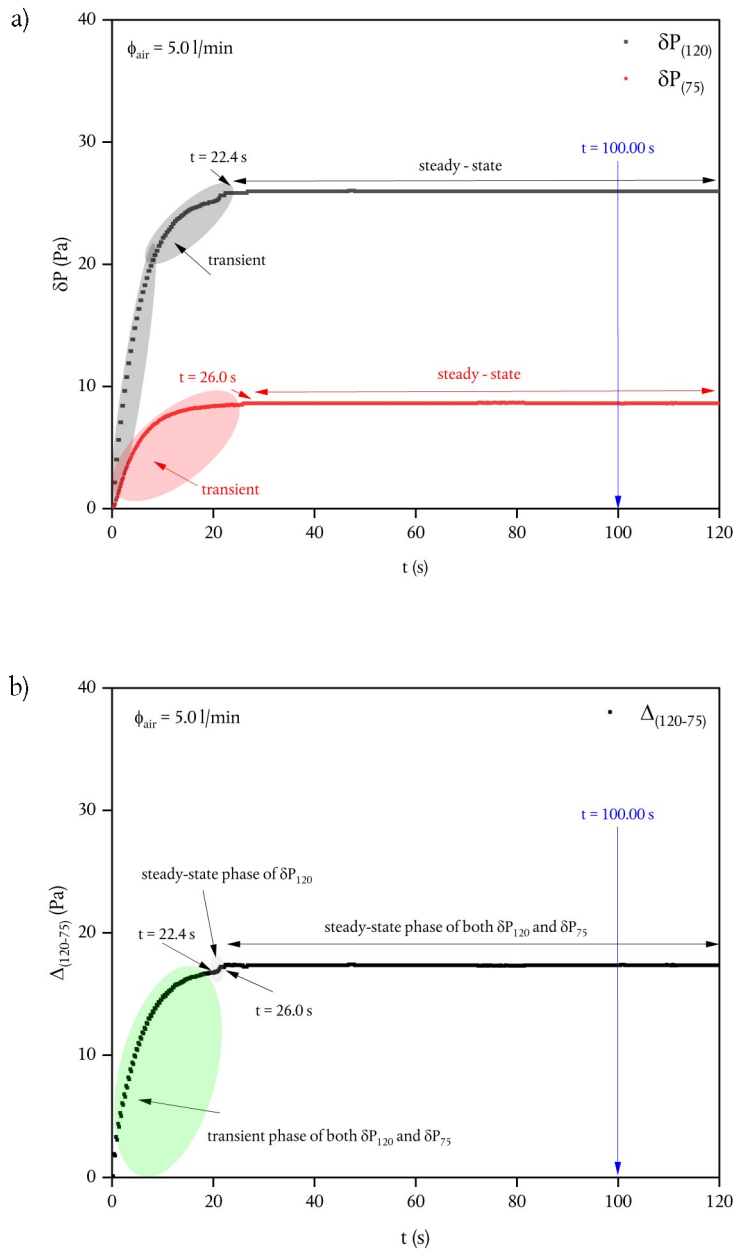 a)
ϕair = 5.0 l/min
δP(120)
δP(75)
t = 22.4 s
steady - state
t = 100.00 s
transient
t = 26.0 s
steady - state
transient
δP (Pa)
40
30
20
10
0
0 20 40 60 80 100 120
t (s)
b)
ϕair = 5.0 l/min
Δ(120-75)
t = 100.00 s
steady-state phase of δP120
steady-state phase of both δP120 and δP75
t = 22.4 s
t = 26.0 s
transient phase of both δP120 and δP75
Δ(120-75) (Pa)
40
30
20
10
0
0 20 40 60 80 100 120
t (s)